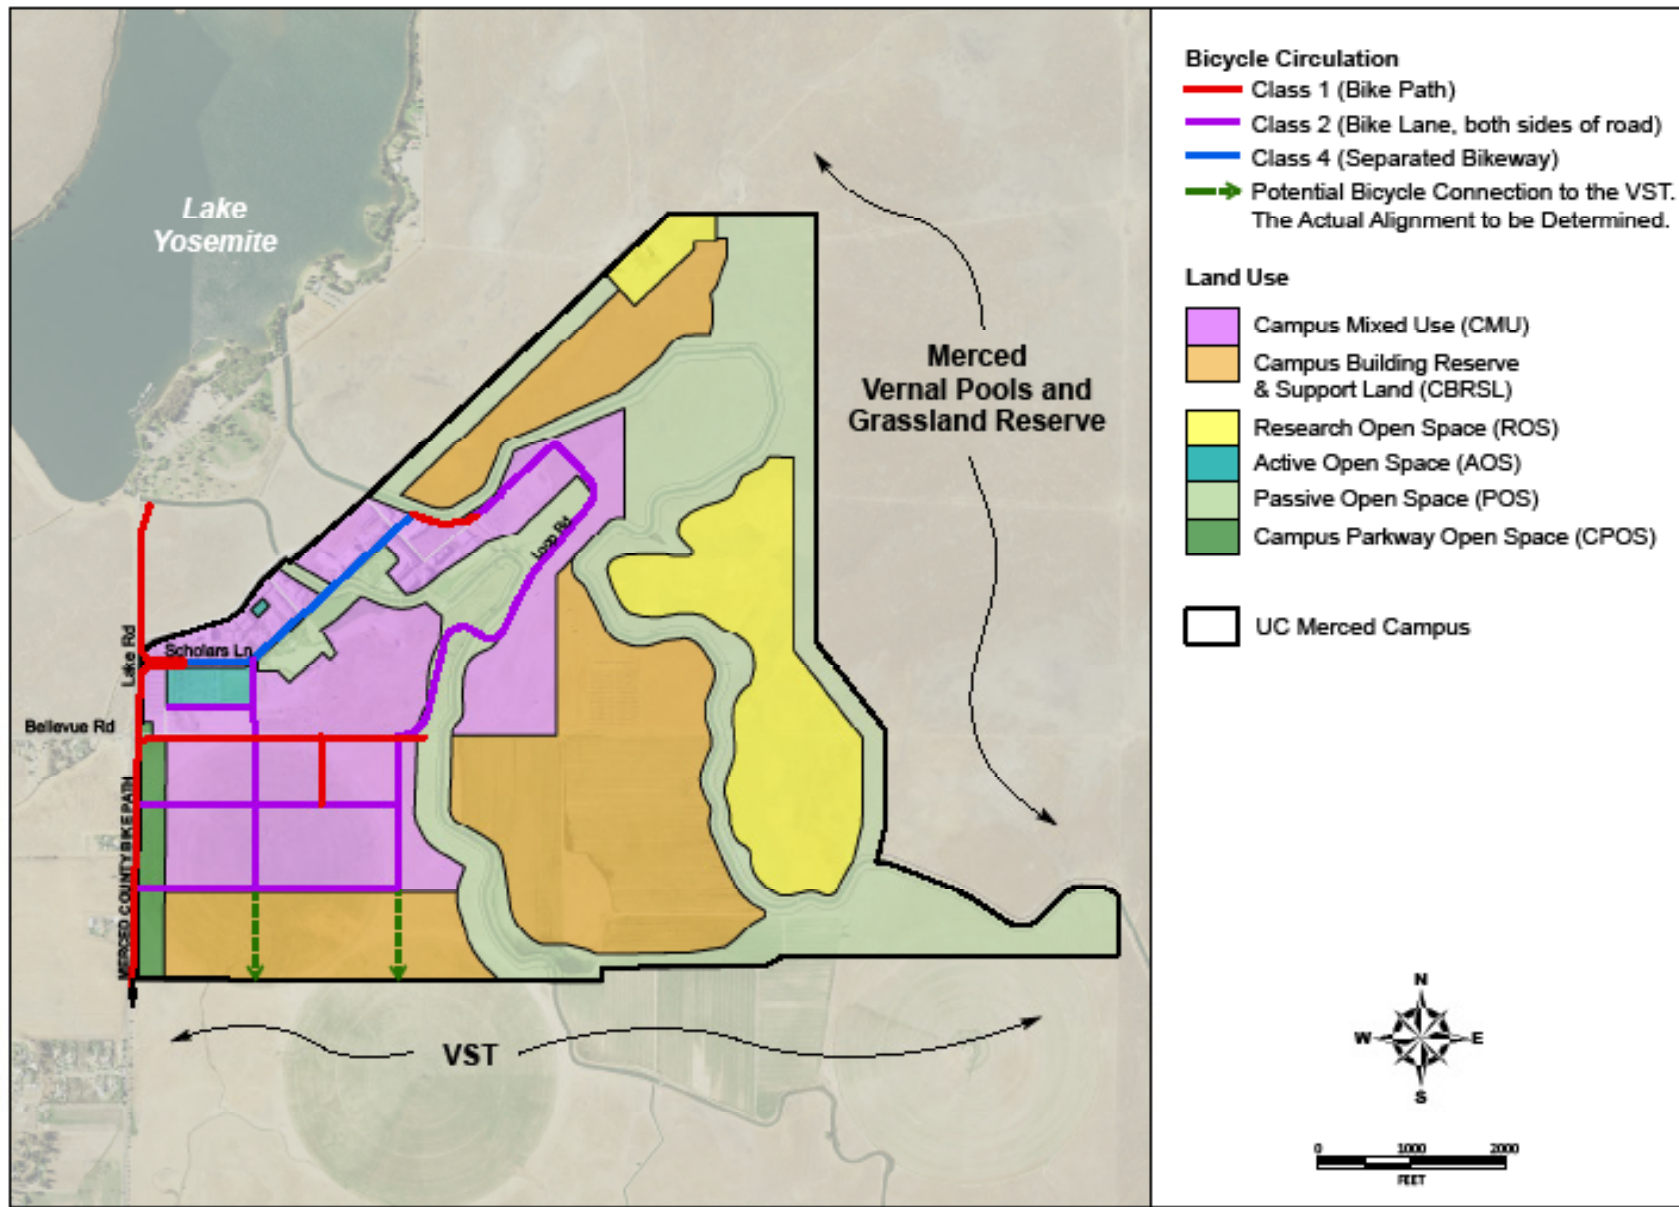 Lake
Yosemite
Merced
Vernal Pools and
Grassland Reserve
Loop Rd
Lake Rd
Scholars Ln
Bellevue Rd
MERCED COUNTY BIKE PATH
VST
Bicycle Circulation
Class 1 (Bike Path)
Class 2 (Bike Lane, both sides of road)
Class 4 (Separated Bikeway)
Potential Bicycle Connection to the VST.
The Actual Alignment to be Determined.
Land Use
Campus Mixed Use (CMU)
Campus Building Reserve
& Support Land (CBRSL)
Research Open Space (ROS)
Active Open Space (AOS)
Passive Open Space (POS)
Campus Parkway Open Space (CPOS)
UC Merced Campus
N
W E
S
0 1000 2000
FEET